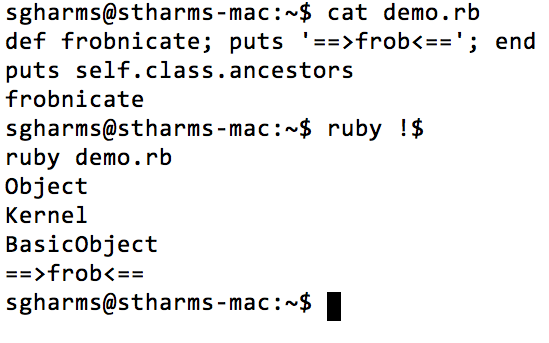 sgharms@stharms-mac:~$ cat demo.rb
def frobnicate; puts '==>frob<=='; end
puts self.class.ancestors
frobnicate
sgharms@stharms-mac:~$ ruby !$
ruby demo.rb
Object
Kernel
BasicObject
==>frob<==
sgharms@stharms-mac:~$